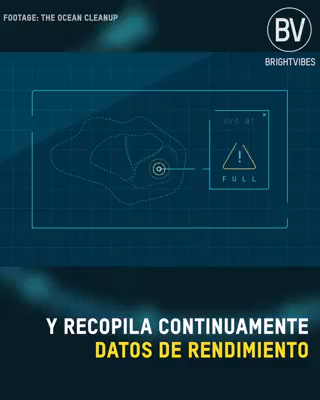 FOOTAGE: THE OCEAN CLEANUP
BV
BRIGHTVIBES
SYS 01
!
FULL
Y RECOPILA CONTINUAMENTE
DATOS DE RENDIMIENTO